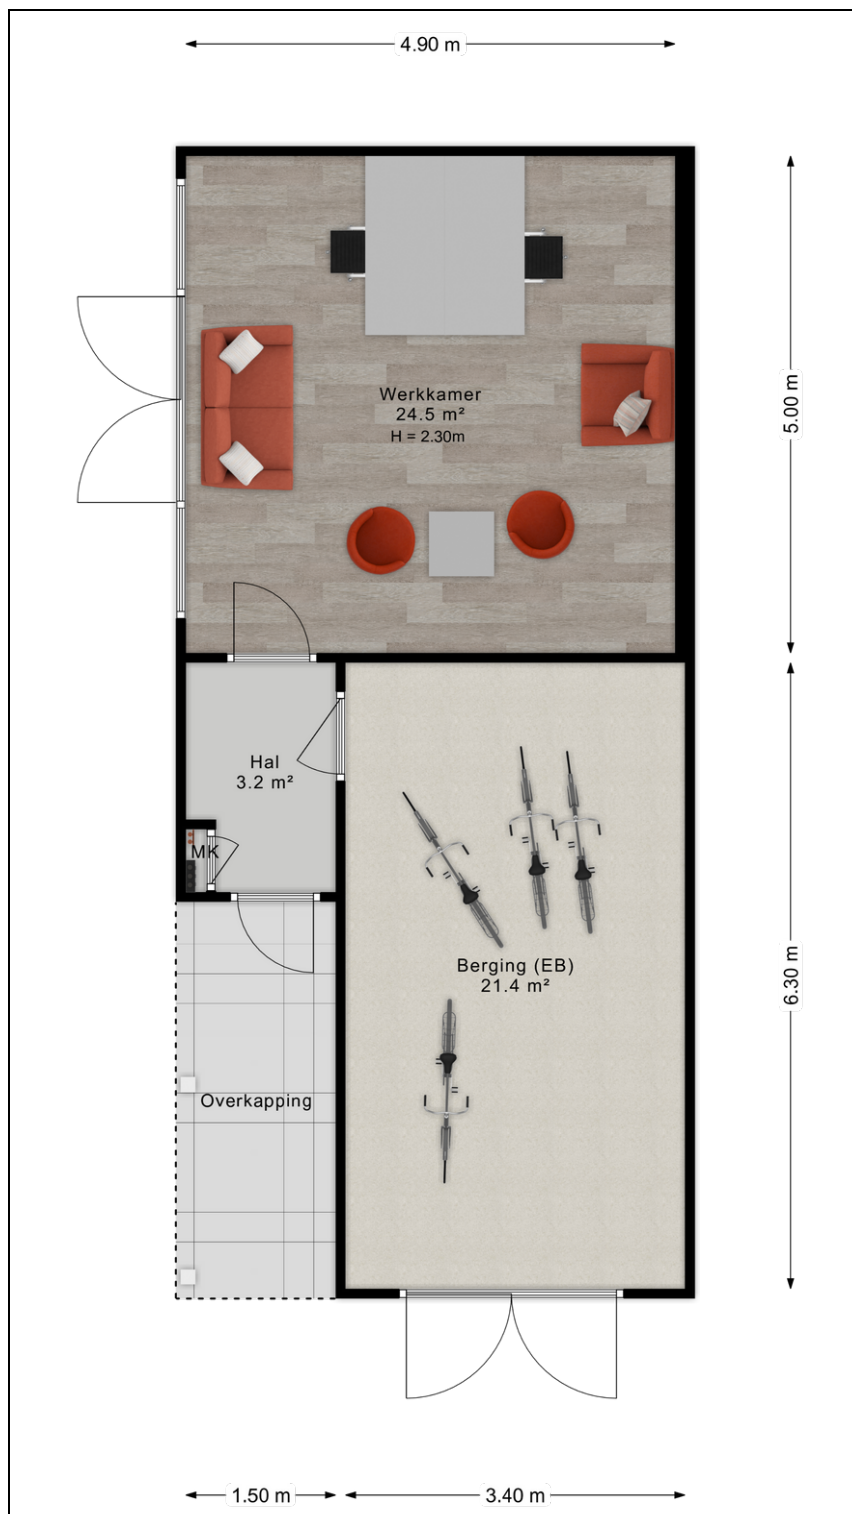 4.90 m
5.00 m
Werkkamer
24.5 m²
H = 2.30m
Hal
3.2 m²
MK
6.30 m
Berging (EB)
21.4 m²
Overkapping
1.50 m
3.40 m